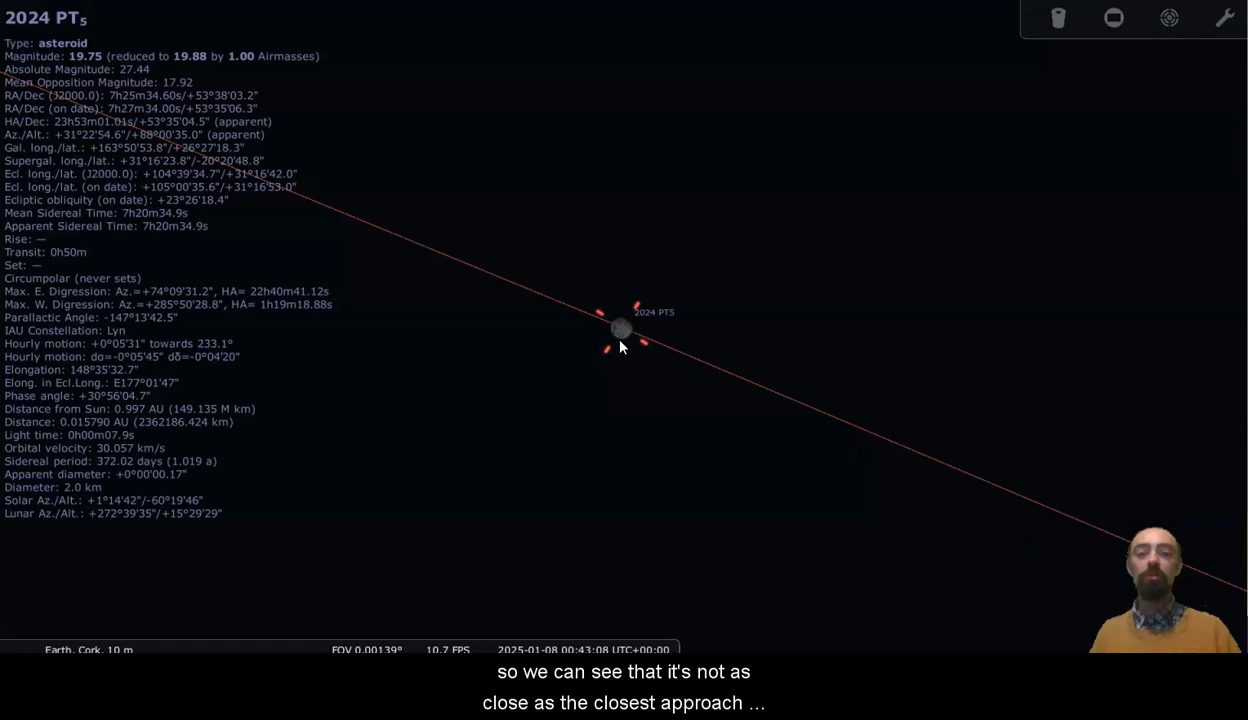 2024 PT₅
Type: asteroid
Magnitude: 19.75 (reduced to 19.88 by 1.00 Airmasses)
Absolute Magnitude: 27.44
Mean Opposition Magnitude: 17.92
RA/Dec (J2000.0): 7h25m34.60s/+53°38'03.2"
RA/Dec (on date): 7h27m34.00s/+53°35'06.3"
HA/Dec: 23h53m01.01s/+53°35'04.5" (apparent)
Az./Alt.: +31°22'54.6"/+88°00'35.0" (apparent)
Gal. long./lat.: +163°50'53.8"/+26°27'18.3"
Supergal. long./lat.: +31°16'23.8"/-20°20'48.8"
Ecl. long./lat. (J2000.0): +104°39'34.7"/+31°16'42.0"
Ecl. long./lat. (on date): +105°00'35.6"/+31°16'53.0"
Ecliptic obliquity (on date): +23°26'18.4"
Mean Sidereal Time: 7h20m34.9s
Apparent Sidereal Time: 7h20m34.9s
Rise: —
Transit: 0h50m
Set: —
Circumpolar (never sets)
Max. E. Digression: Az.=+74°09'31.2", HA= 22h40m41.12s
Max. W. Digression: Az.=+285°50'28.8", HA= 1h19m18.88s
Parallactic Angle: -147°13'42.5"
IAU Constellation: Lyn
Hourly motion: +0°05'31" towards 233.1°
Hourly motion: dα=-0°05'45" dδ=-0°04'20"
Elongation: 148°35'32.7"
Elong. in Ecl.Long.: E177°01'47"
Phase angle: +30°56'04.7"
Distance from Sun: 0.997 AU (149.135 M km)
Distance: 0.015790 AU (2362186.424 km)
Light time: 0h00m07.9s
Orbital velocity: 30.057 km/s
Sidereal period: 372.02 days (1.019 a)
Apparent diameter: +0°00'00.17"
Diameter: 2.0 km
Solar Az./Alt.: +1°14'42"/-60°19'46"
Lunar Az./Alt.: +272°39'35"/+15°29'29"
2024 PT5
Earth, Cork, 10 m FOV 0.00139° 10.7 FPS 2025-01-08 00:43:08 UTC+00:00
so we can see that it's not as
close as the closest approach ...